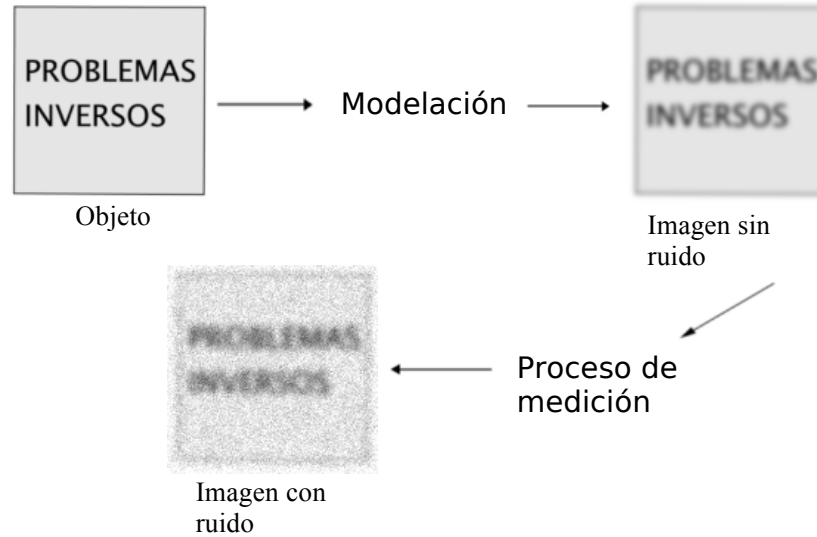 PROBLEMAS
INVERSOS
Modelación
PROBLEMAS
INVERSOS
Objeto
Imagen sin
ruido
PROBLEMAS
INVERSOS
Proceso de
medición
Imagen con
ruido